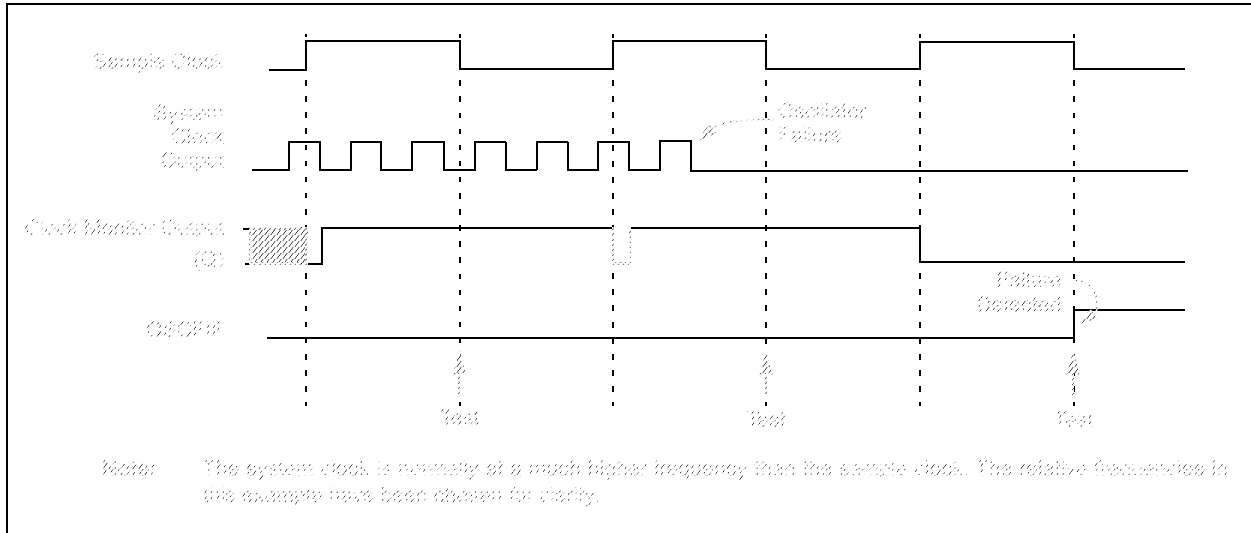 Sample Clock
System
Clock
Output
Oscillator
Failure
Clock Monitor Output
(Q)
Failure
Detected
OSCFIF
Test
Test
Test
Note: The system clock is normally at a much higher frequency than the sample clock. The relative frequencies in
this example have been chosen for clarity.